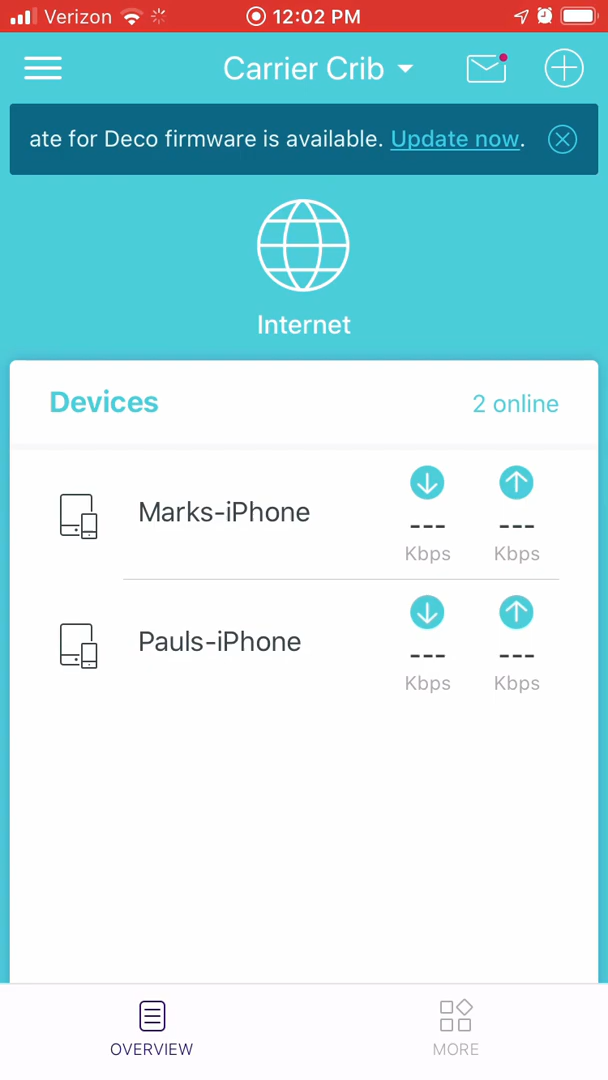 Verizon 12:02 PM
Carrier Crib
ate for Deco firmware is available. Update now.
Internet
Devices 2 online
Marks-iPhone
--- ---
Kbps Kbps
Pauls-iPhone
--- ---
Kbps Kbps
OVERVIEW MORE